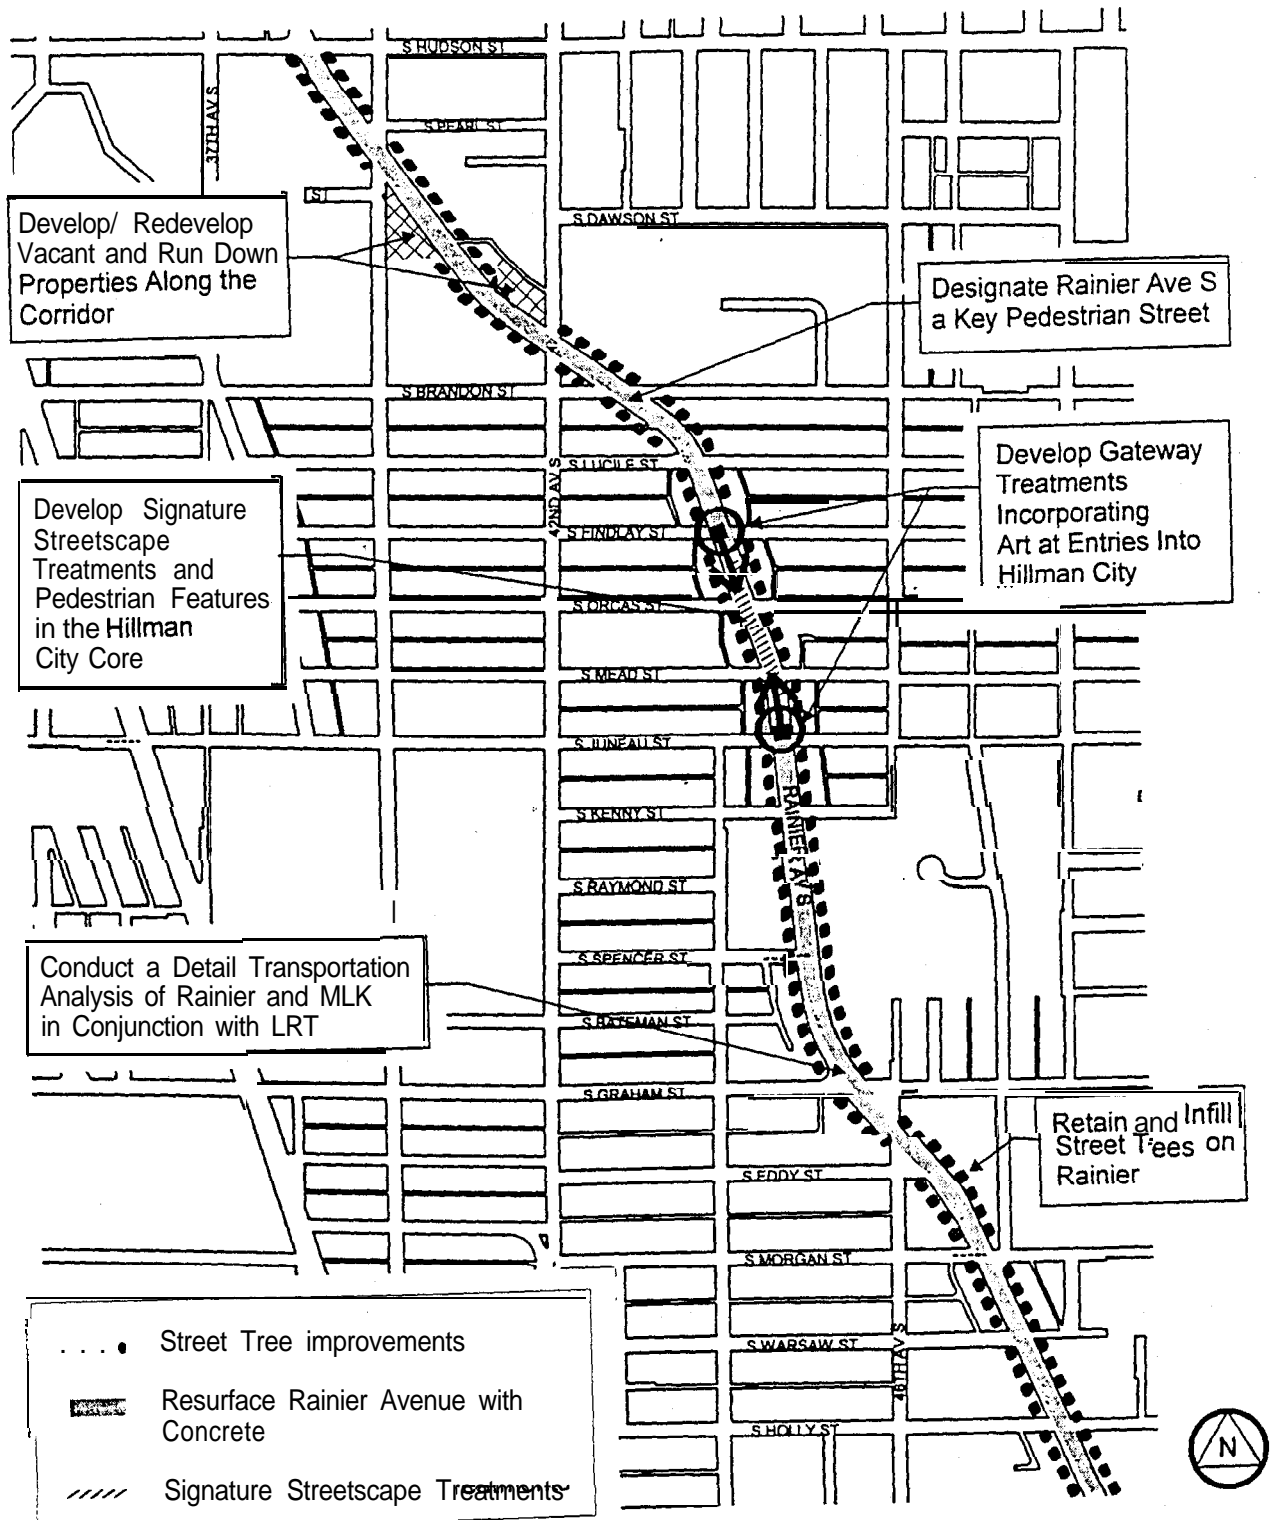 S HUDSON ST
37TH AV S
S PEARL ST
ST
S DAWSON ST
Develop/ Redevelop
Vacant and Run Down
Properties Along the
Corridor
Designate Rainier Ave S
a Key Pedestrian Street
S BRANDON ST
Develop Gateway
Treatments
Incorporating
Art at Entries Into
Hillman City
S LUCILE ST
42ND AV S
Develop Signature
Streetscape
Treatments and
Pedestrian Features
in the Hillman
City Core
S FINDLAY ST
S ORCAS ST
S MEAD ST
S JUNEAU ST
RAINIER AV S
S KENNY ST
S RAYMOND ST
S SPENCER ST
Conduct a Detail Transportation
Analysis of Rainier and MLK
in Conjunction with LRT
S BATEMAN ST
S GRAHAM ST
Retain and Infill
Street Trees on
Rainier
S EDDY ST
S MORGAN ST
S WARSAW ST
46TH AV S
S HOLLY ST
Street Tree improvements
Resurface Rainier Avenue with
Concrete
Signature Streetscape Treatments
N